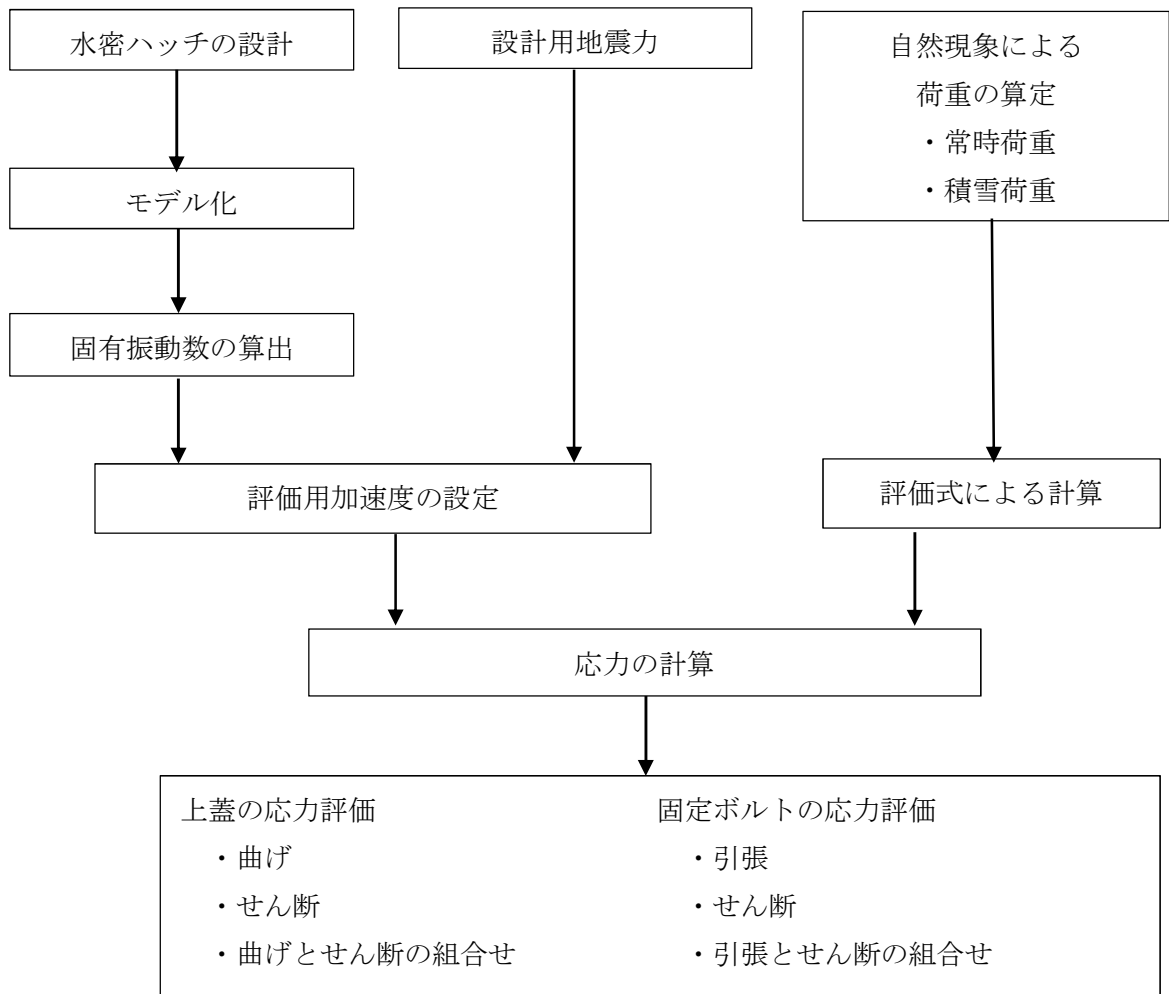 水密ハッチの設計
設計用地震力
自然現象による
荷重の算定
・常時荷重
・積雪荷重
モデル化
固有振動数の算出
評価用加速度の設定
評価式による計算
応力の計算
上蓋の応力評価
・曲げ
・せん断
・曲げとせん断の組合せ
固定ボルトの応力評価
・引張
・せん断
・引張とせん断の組合せ